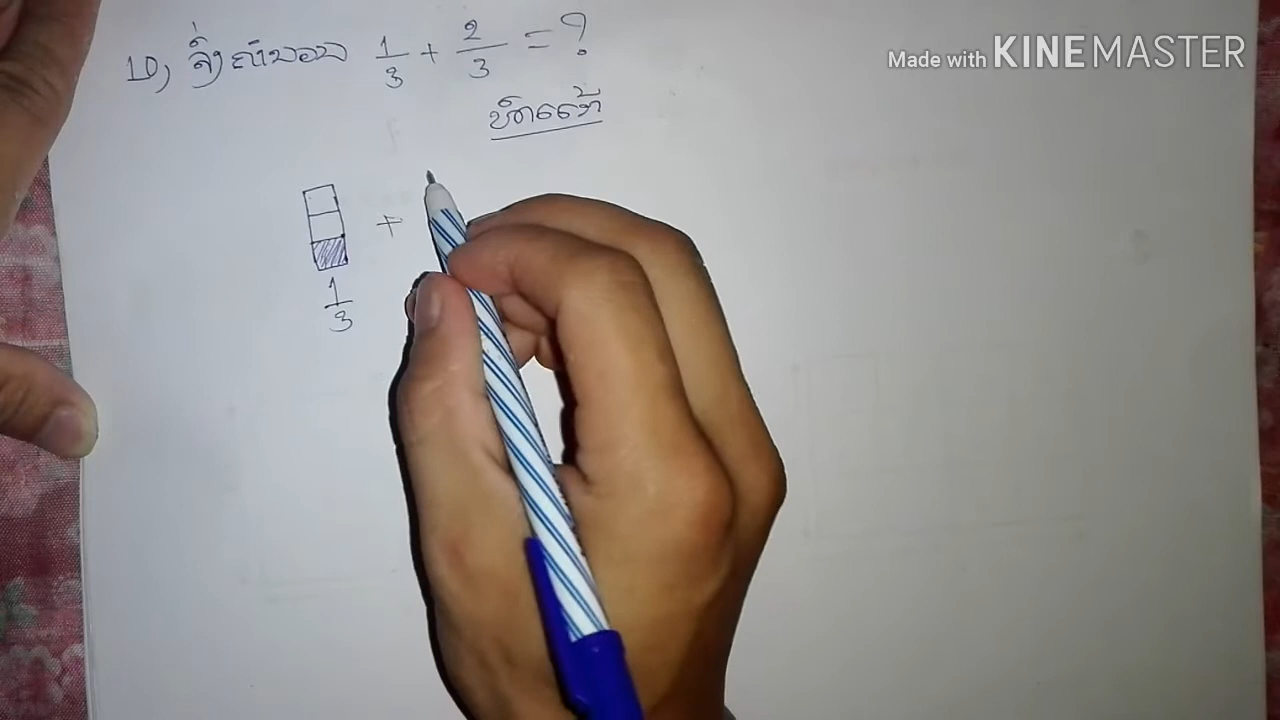 1), ຈົ່ງຄຳນວນ 1/3 + 2/3 = ?
ບົດແກ້
+
1/3
Made with KINEMASTER